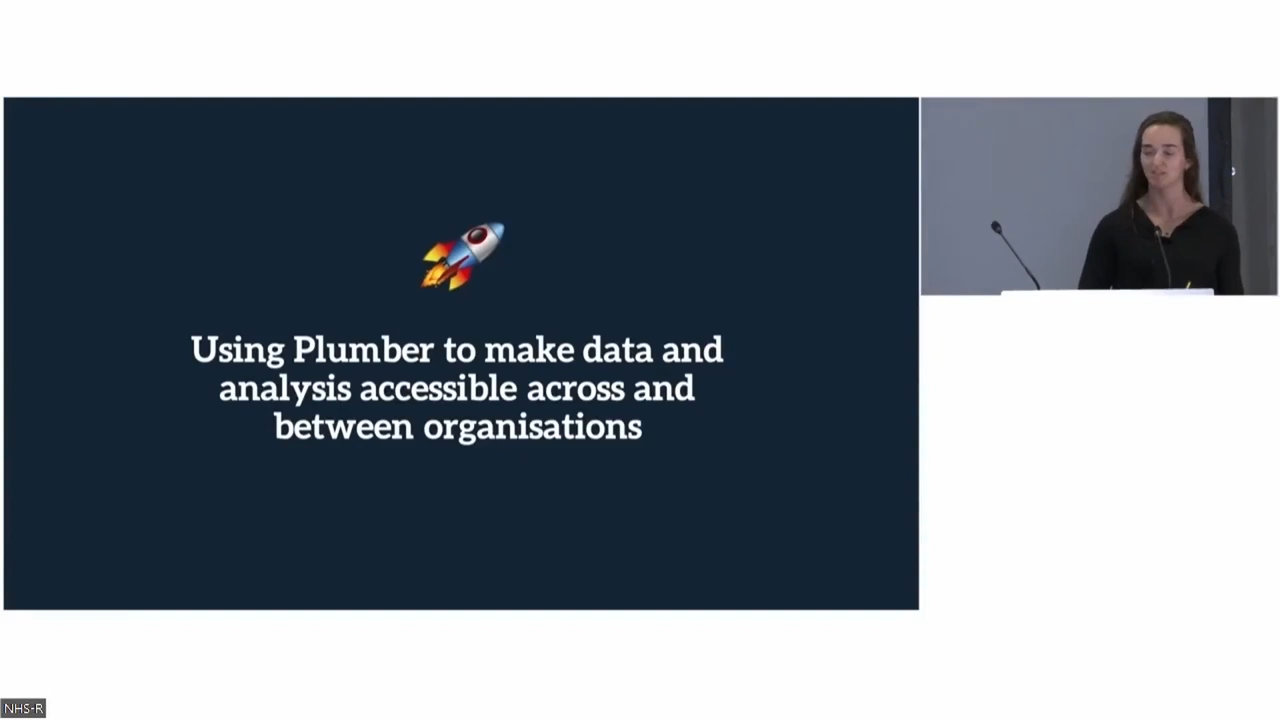 Using Plumber to make data and
analysis accessible across and
between organisations
NHS-R